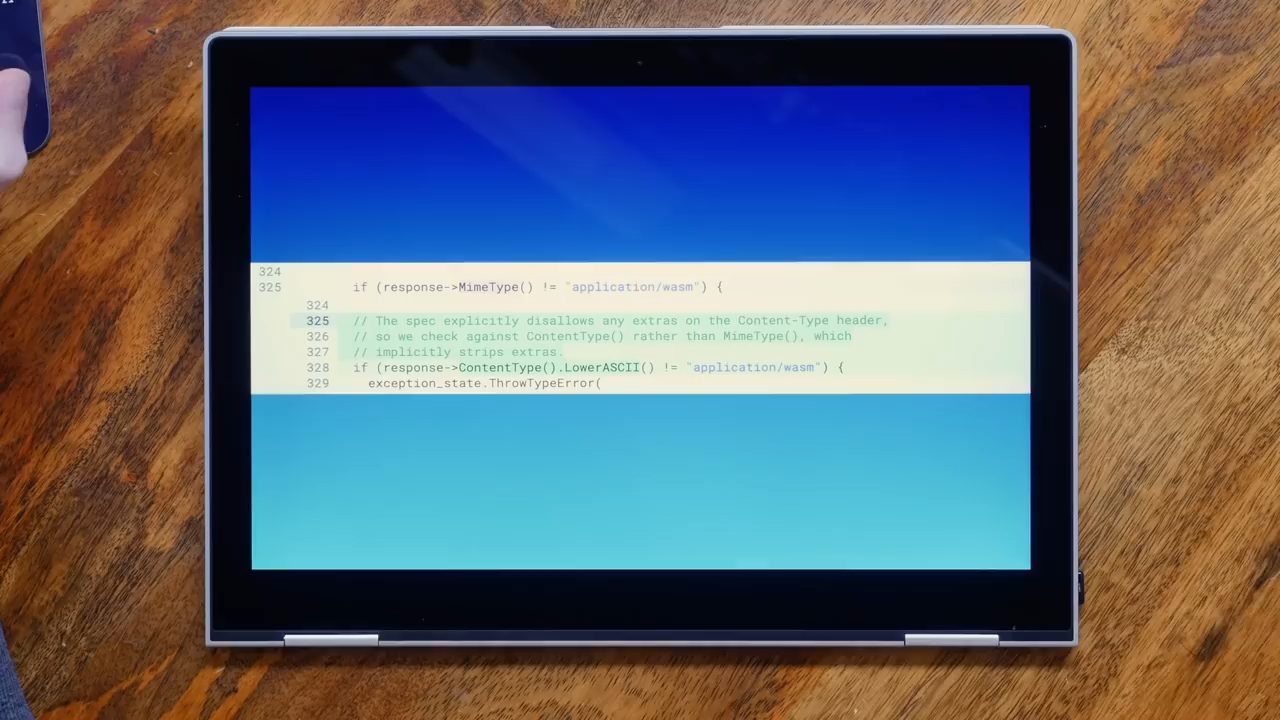 324
325 if (response->MimeType() != "application/wasm") {
324
325 // The spec explicitly disallows any extras on the Content-Type header,
326 // so we check against ContentType() rather than MimeType(), which
327 // implicitly strips extras.
328 if (response->ContentType().LowerASCII() != "application/wasm") {
329 exception_state.ThrowTypeError(